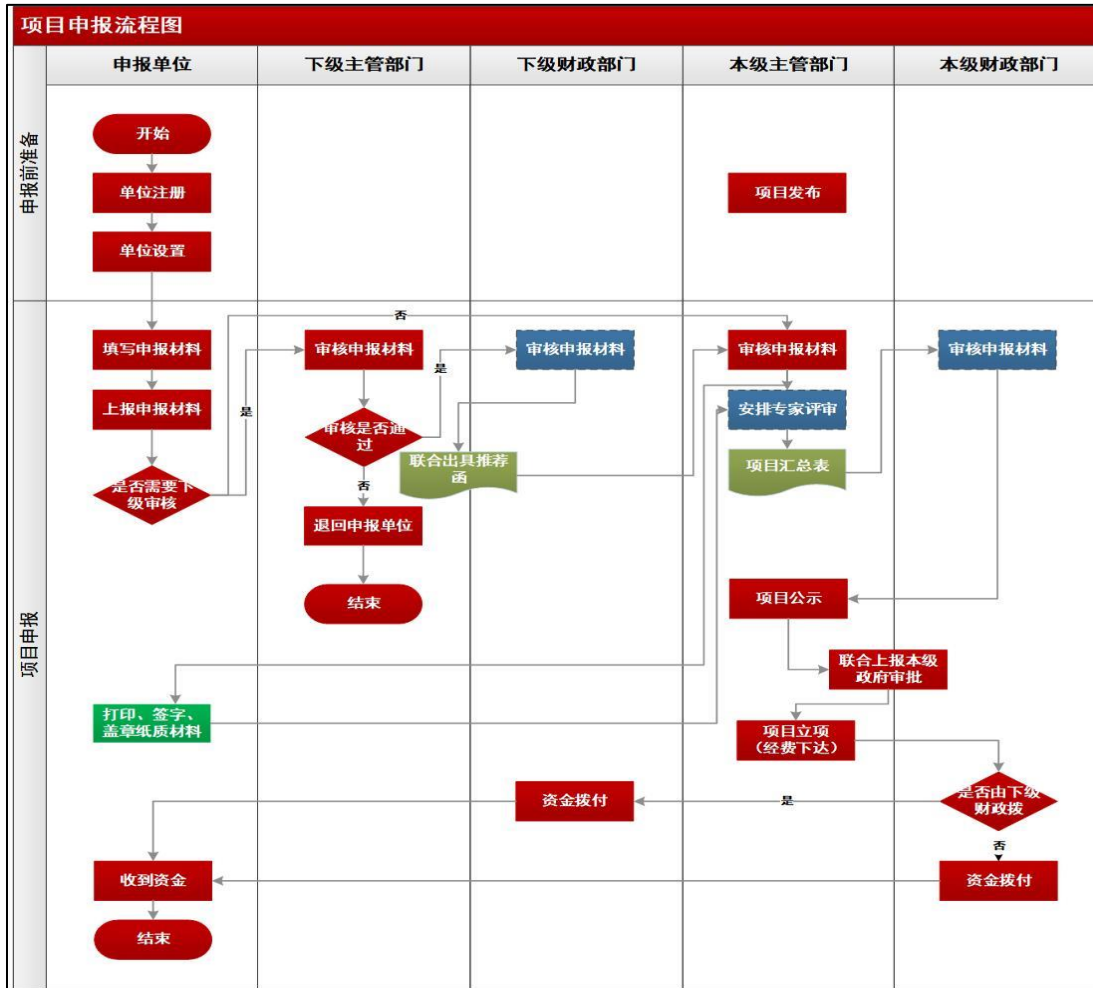 项目申报流程图
申报单位
下级主管部门
下级财政部门
本级主管部门
本级财政部门
申报前准备
开始
单位注册
项目发布
单位设置
项目申报
否
填写申报材料
审核申报材料
审核申报材料
审核申报材料
审核申报材料
是
上报申报材料
是
安排专家评审
审核是否通
过
联合出具推荐
函
项目汇总表
是否需要下
级审核
否
退回申报单位
结束
项目公示
联合上报本级
政府审批
打印、签字、
盖章纸质材料
项目立项
（经费下达）
资金拨付
是
是否由下级
财政拨
否
收到资金
资金拨付
结束